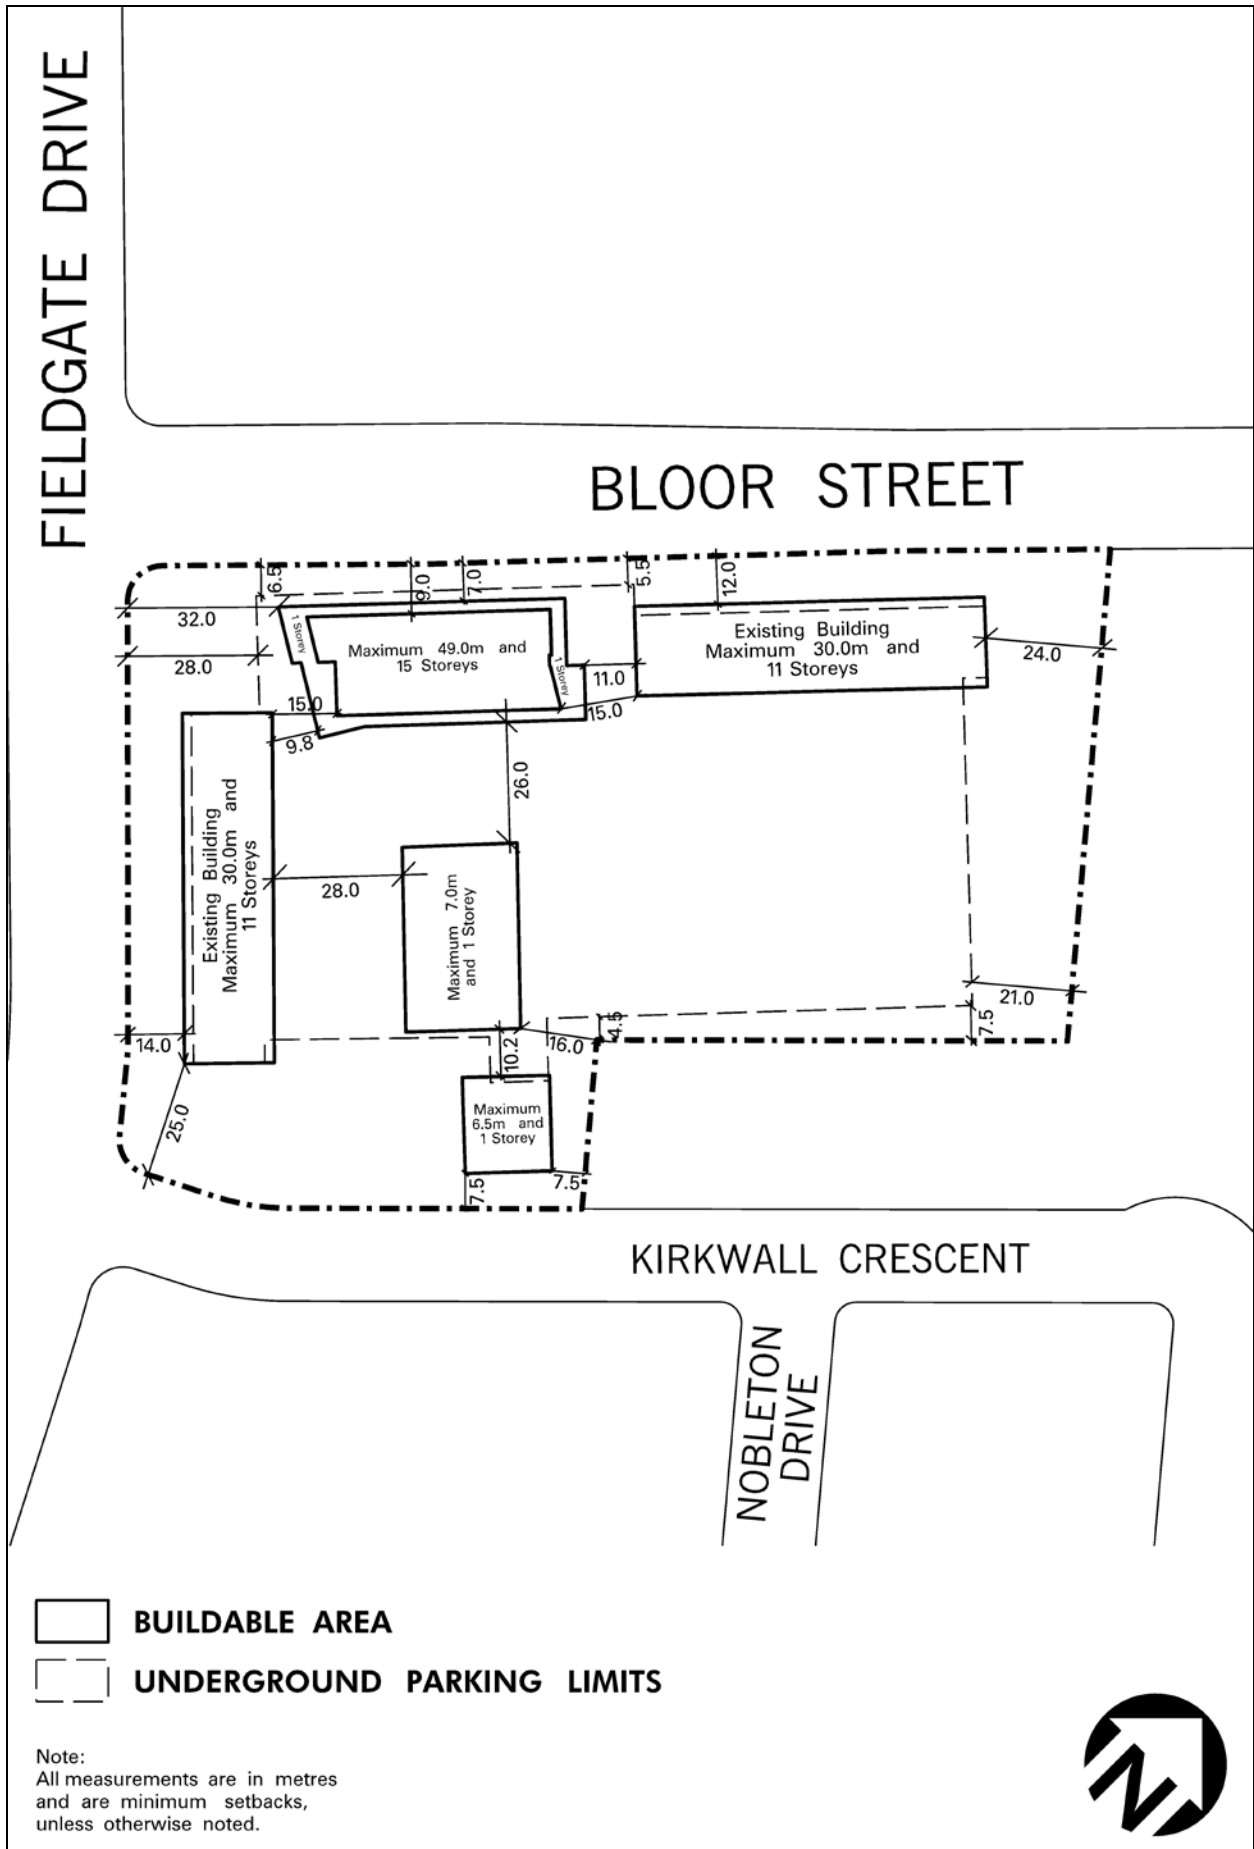 FIELDGATE DRIVE
BLOOR STREET
6.5
9.0
7.0
5.5
12.0
32.0
28.0
1 Storey
Maximum 49.0m and
15 Storeys
1 Storey
Existing Building
Maximum 30.0m and
11 Storeys
24.0
11.0
15.0
15.0
9.8
26.0
Existing Building
Maximum 30.0m and
11 Storeys
28.0
Maximum 7.0m
and 1 Storey
21.0
7.5
4.5
16.0
10.2
14.0
25.0
Maximum
6.5m and
1 Storey
7.5
7.5
KIRKWALL CRESCENT
NOBLETON
DRIVE
BUILDABLE AREA
UNDERGROUND PARKING LIMITS
Note:
All measurements are in metres
and are minimum setbacks,
unless otherwise noted.
N